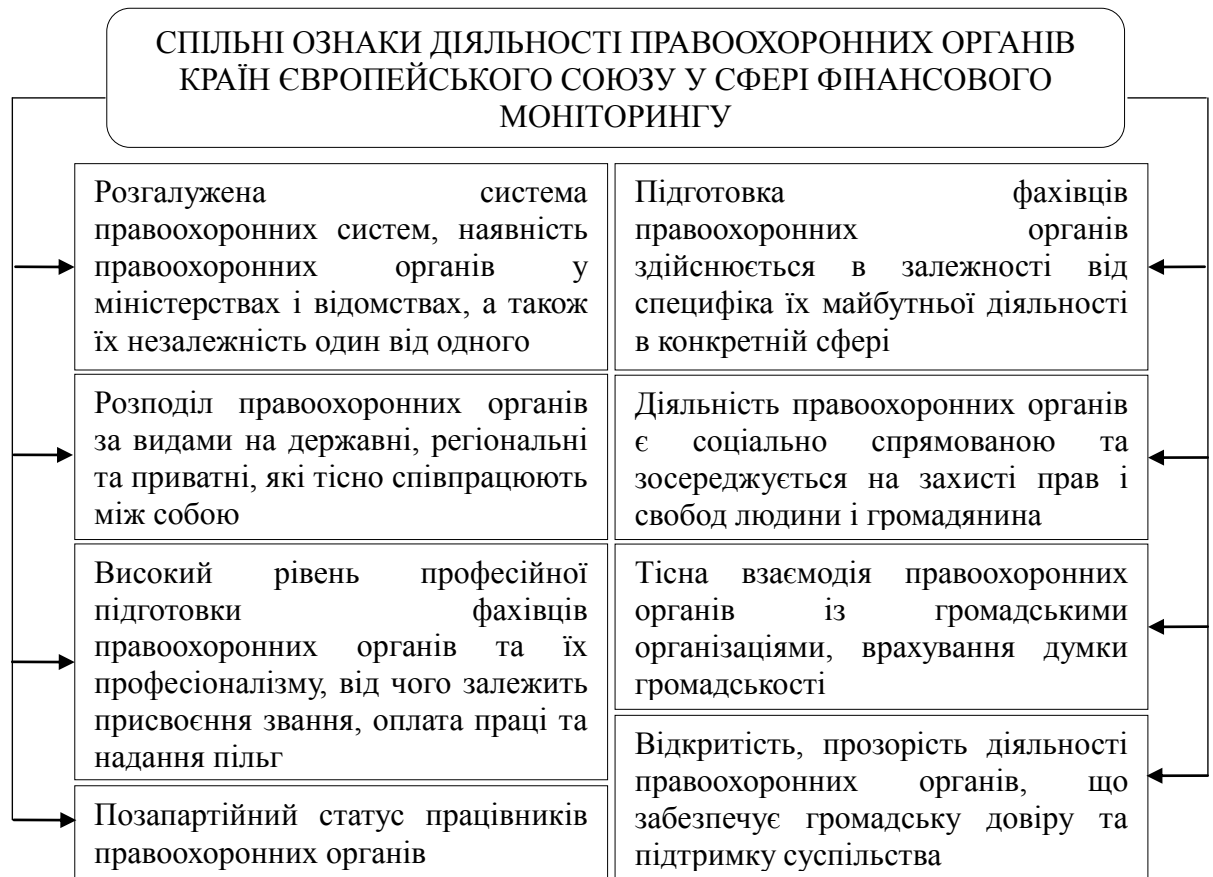 СПІЛЬНІ ОЗНАКИ ДІЯЛЬНОСТІ ПРАВООХОРОННИХ ОРГАНІВ
КРАЇН ЄВРОПЕЙСЬКОГО СОЮЗУ У СФЕРІ ФІНАНСОВОГО
МОНІТОРИНГУ
Розгалужена система
правоохоронних систем, наявність
правоохоронних органів у
міністерствах і відомствах, а також
їх незалежність один від одного
Розподіл правоохоронних органів
за видами на державні, регіональні
та приватні, які тісно співпрацюють
між собою
Високий рівень професійної
підготовки фахівців
правоохоронних органів та їх
професіоналізму, від чого залежить
присвоєння звання, оплата праці та
надання пільг
Позапартійний статус працівників
правоохоронних органів
Підготовка фахівців
правоохоронних органів
здійснюється в залежності від
специфіка їх майбутньої діяльності
в конкретній сфері
Діяльність правоохоронних органів
є соціально спрямованою та
зосереджується на захисті прав і
свобод людини і громадянина
Тісна взаємодія правоохоронних
органів із громадськими
організаціями, врахування думки
громадськості
Відкритість, прозорість діяльності
правоохоронних органів, що
забезпечує громадську довіру та
підтримку суспільства